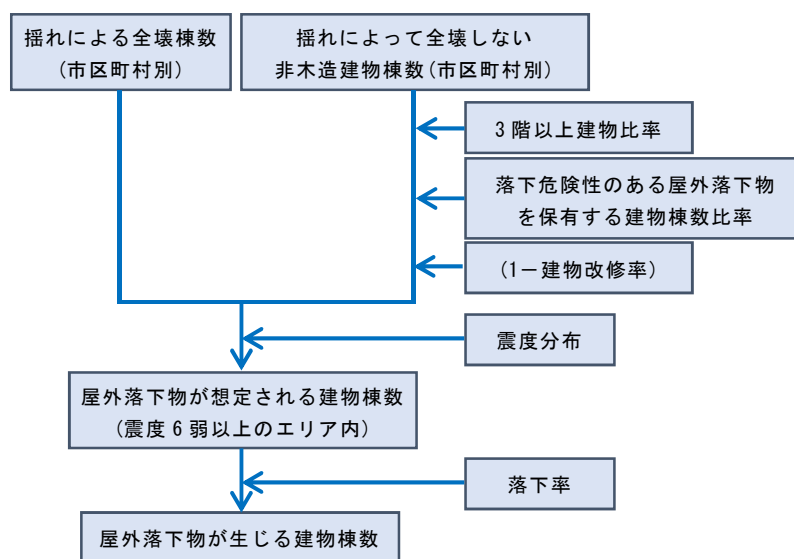 揺れによる全壊棟数
(市区町村別)
揺れによって全壊しない
非木造建物棟数(市区町村別)
3階以上建物比率
落下危険性のある屋外落下物
を保有する建物棟数比率
(1－建物改修率)
震度分布
屋外落下物が想定される建物棟数
(震度6弱以上のエリア内)
落下率
屋外落下物が生じる建物棟数